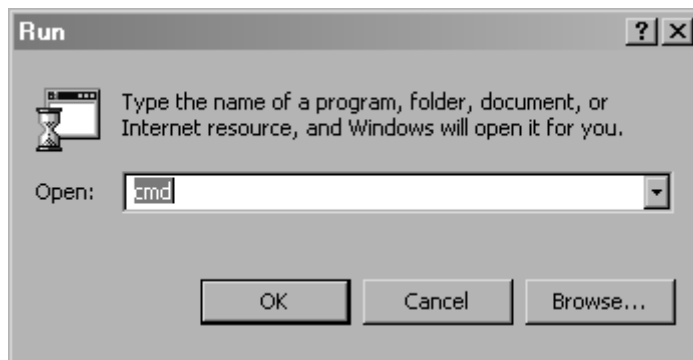 Run
Type the name of a program, folder, document, or
Internet resource, and Windows will open it for you.
Open: cmd
OK Cancel Browse...